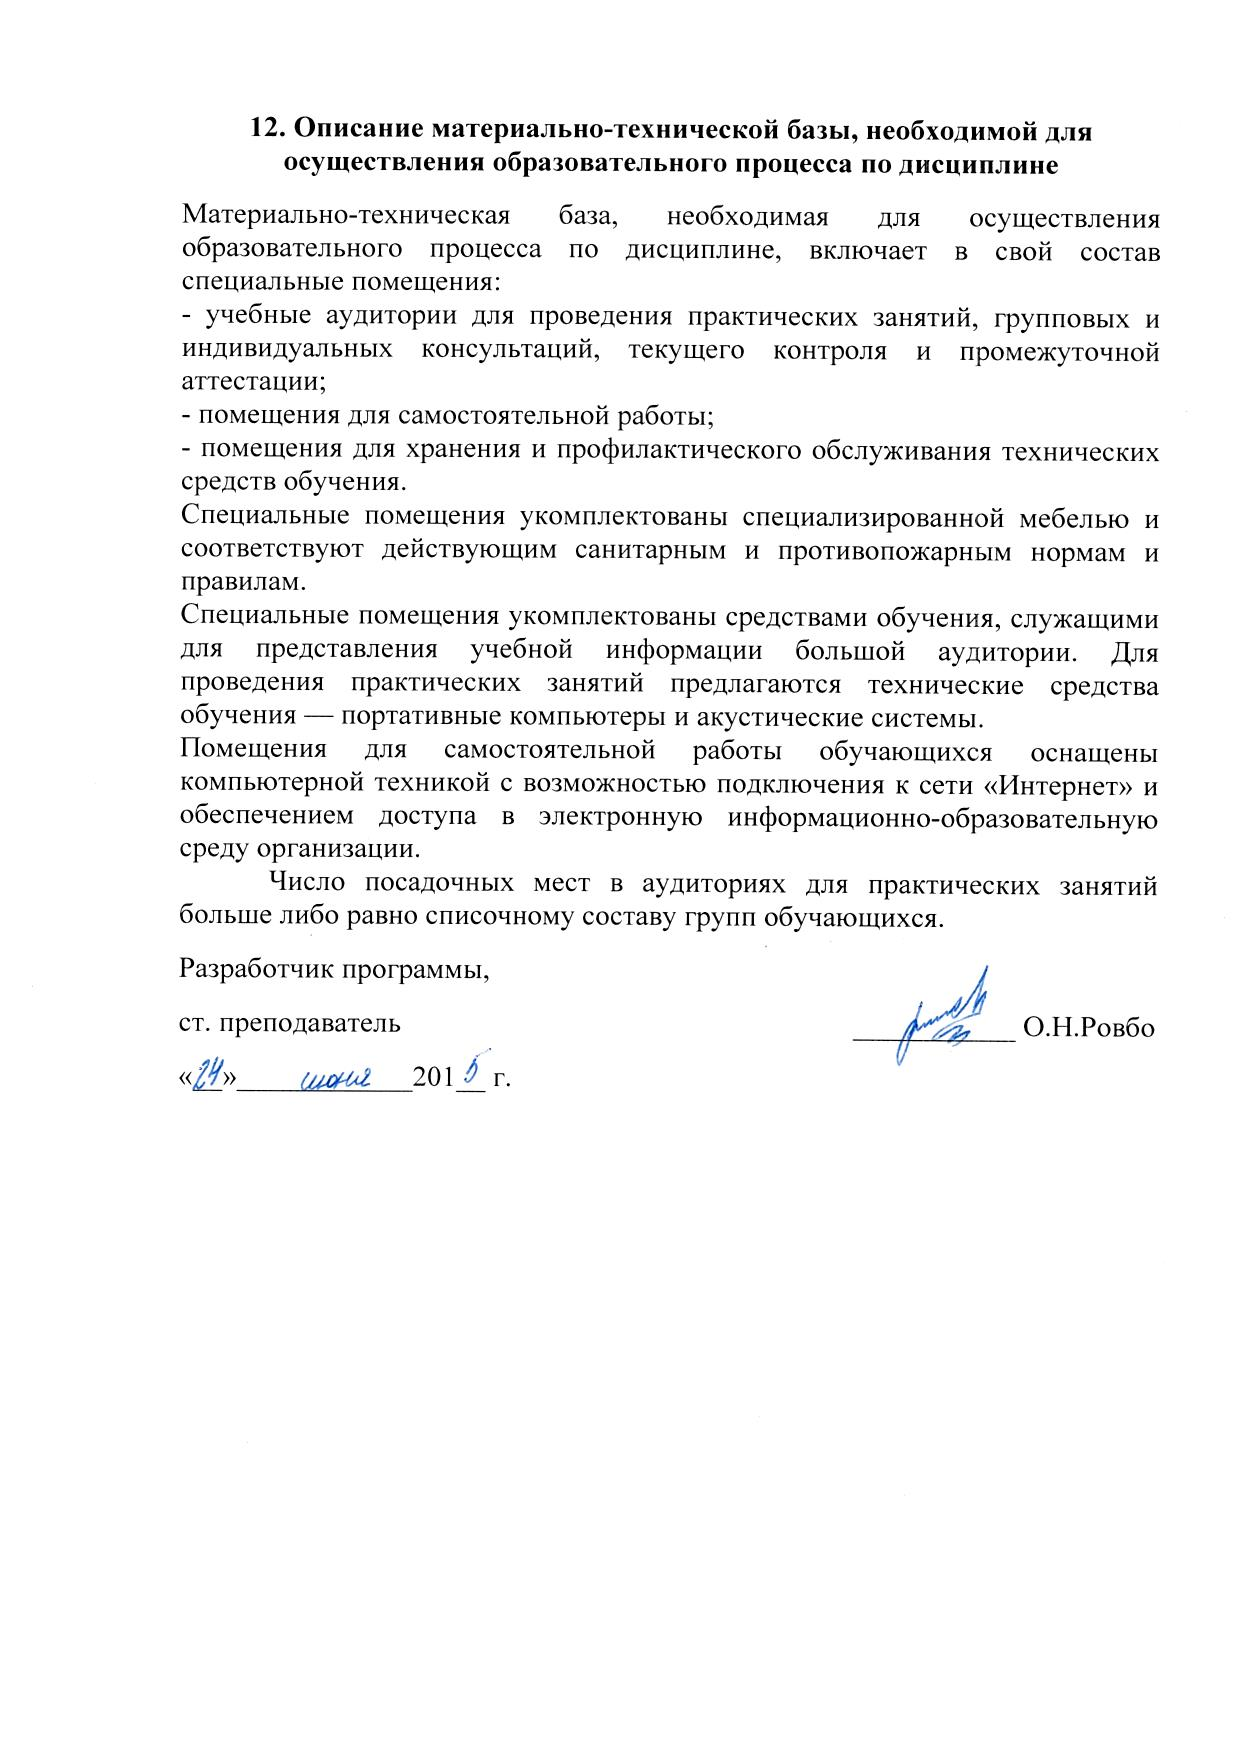 12. Описание материально-технической базы, необходимой для
осуществления образовательного процесса по дисциплине
Материально-техническая база, необходимая для осуществления
образовательного процесса по дисциплине, включает в свой состав
специальные помещения:
- учебные аудитории для проведения практических занятий, групповых и
индивидуальных консультаций, текущего контроля и промежуточной
аттестации;
- помещения для самостоятельной работы;
- помещения для хранения и профилактического обслуживания технических
средств обучения.
Специальные помещения укомплектованы специализированной мебелью и
соответствуют действующим санитарным и противопожарным нормам и
правилам.
Специальные помещения укомплектованы средствами обучения, служащими
для представления учебной информации большой аудитории. Для
проведения практических занятий предлагаются технические средства
обучения — портативные компьютеры и акустические системы.
Помещения для самостоятельной работы обучающихся оснащены
компьютерной техникой с возможностью подключения к сети «Интернет» и
обеспечением доступа в электронную информационно-образовательную
среду организации.
Число посадочных мест в аудиториях для практических занятий
больше либо равно списочному составу групп обучающихся.
Разработчик программы,
ст. преподаватель ____________ О.Н.Ровбо
«24» июня 2015 г.